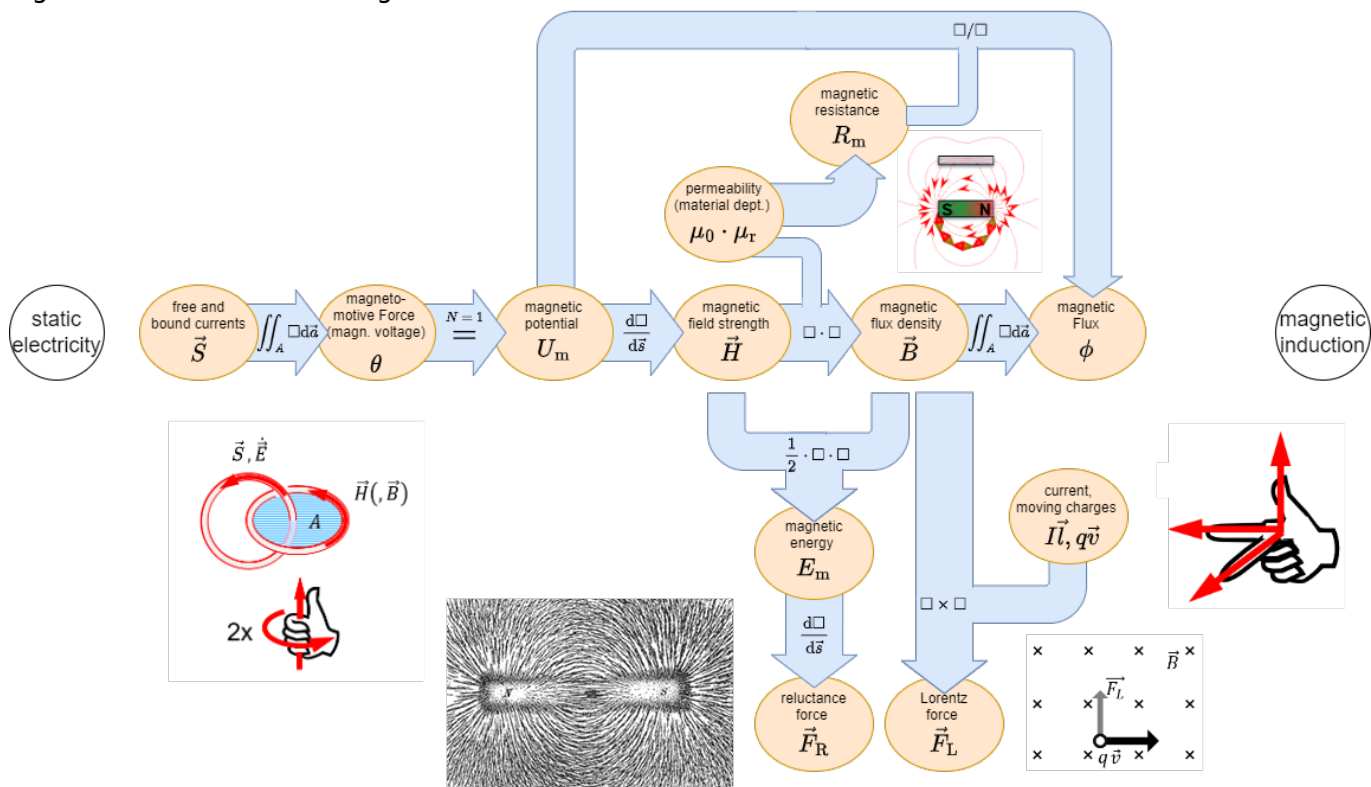 □/□
magnetic
resistance
R_m
permeability
(material dept.)
μ_0 · μ_r
S N
static
electricity
free and
bound currents
S⃗
∬_A □da⃗
magneto-
motive Force
(magn. voltage)
θ
N = 1
=
magnetic
potential
U_m
d□
ds⃗
magnetic
field strength
H⃗
□ · □
magnetic
flux density
B⃗
∬_A □da⃗
magnetic
Flux
ϕ
magnetic
induction
S⃗, E⃗̇
H⃗(, B⃗)
A
2x
1/2 · □ · □
magnetic
energy
E_m
d□
ds⃗
reluctance
force
F⃗_R
current,
moving charges
Il⃗, qv⃗
□ × □
Lorentz
force
F⃗_L
N S
× × × ×
B⃗
F_L⃗
× × × ×
× × ×
q v⃗